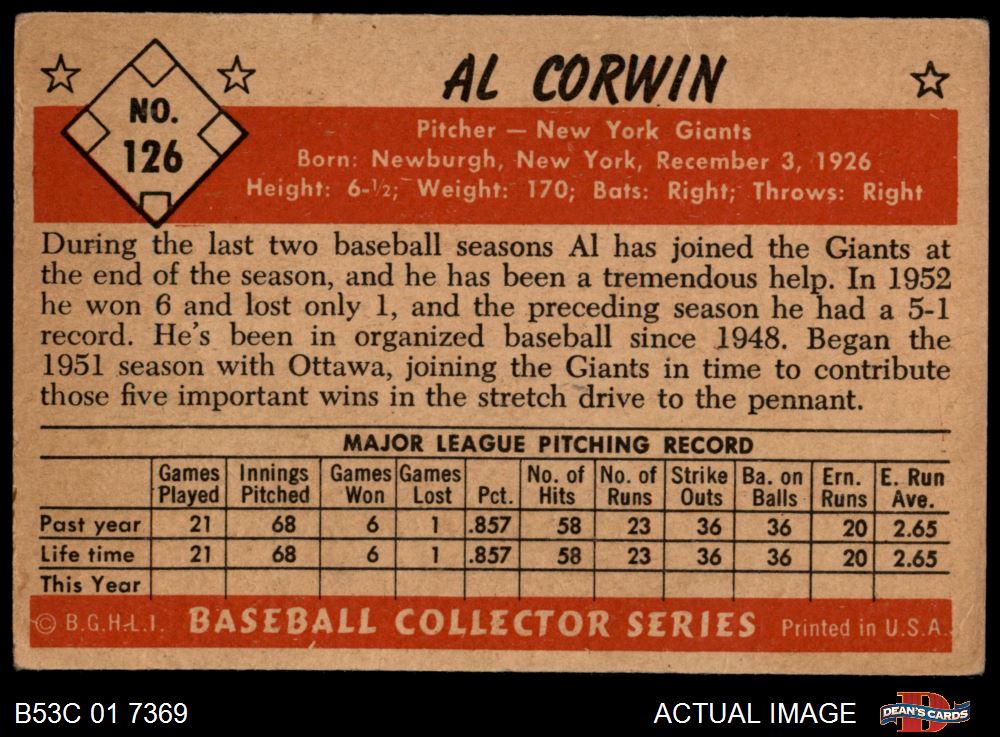 AL CORWIN
NO.
126
Pitcher — New York Giants
Born: Newburgh, New York, Recember 3, 1926
Height: 6-½; Weight: 170; Bats: Right; Throws: Right
During the last two baseball seasons Al has joined the Giants at
the end of the season, and he has been a tremendous help. In 1952
he won 6 and lost only 1, and the preceding season he had a 5-1
record. He's been in organized baseball since 1948. Began the
1951 season with Ottawa, joining the Giants in time to contribute
those five important wins in the stretch drive to the pennant.
MAJOR LEAGUE PITCHING RECORD
Games Played Innings Pitched Games Won Games Lost Pct. No. of Hits No. of Runs Strike Outs Ba. on Balls Ern. Runs E. Run Ave.
Past year 21 68 6 1 .857 58 23 36 36 20 2.65
Life time 21 68 6 1 .857 58 23 36 36 20 2.65
This Year
© B.G.H.L.I. BASEBALL COLLECTOR SERIES Printed in U.S.A.
B53C 01 7369 ACTUAL IMAGE DEAN'S CARDS